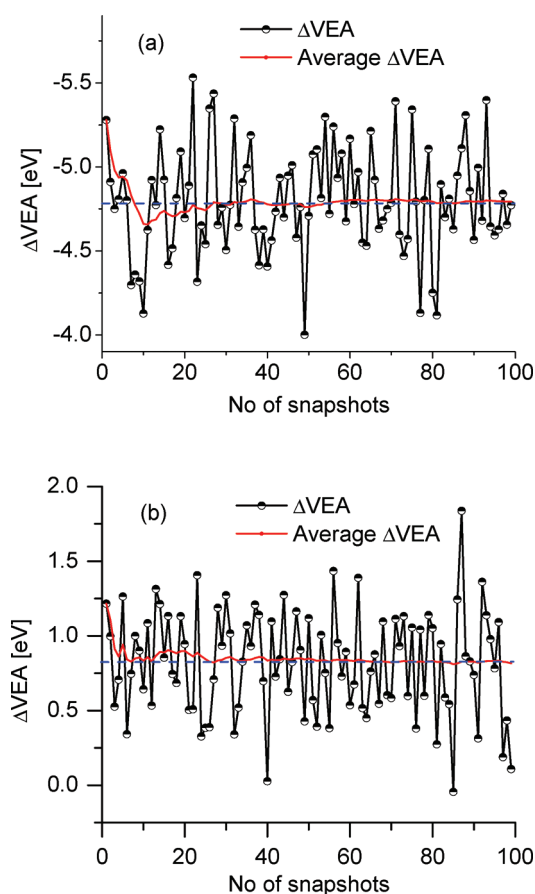 (a)
ΔVEA
Average ΔVEA
-5.5
-5.0
-4.5
-4.0
ΔVEA [eV]
0 20 40 60 80 100
No of snapshots
(b)
ΔVEA
Average ΔVEA
2.0
1.5
1.0
0.5
0.0
ΔVEA [eV]
0 20 40 60 80 100
No of snapshots